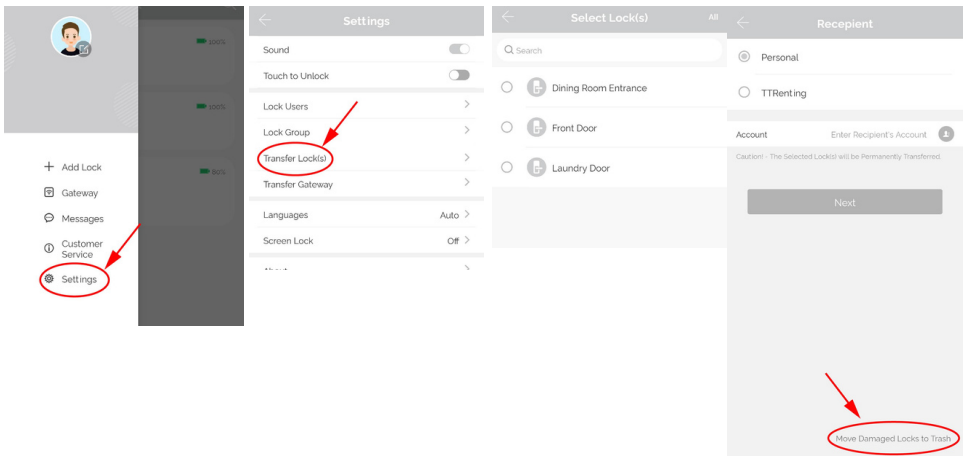 100%
100%
80%
Add Lock
Gateway
Messages
Customer
Service
Settings
Settings
Sound
Touch to Unlock
Lock Users
Lock Group
Transfer Lock(s)
Transfer Gateway
Languages Auto
Screen Lock Off
About
Select Lock(s) All
Search
Dining Room Entrance
Front Door
Laundry Door
Recepient
Personal
TTRenting
Account Enter Recipient's Account
Caution! - The Selected Lock(s) will be Permanently Transferred.
Next
Move Damaged Locks to Trash